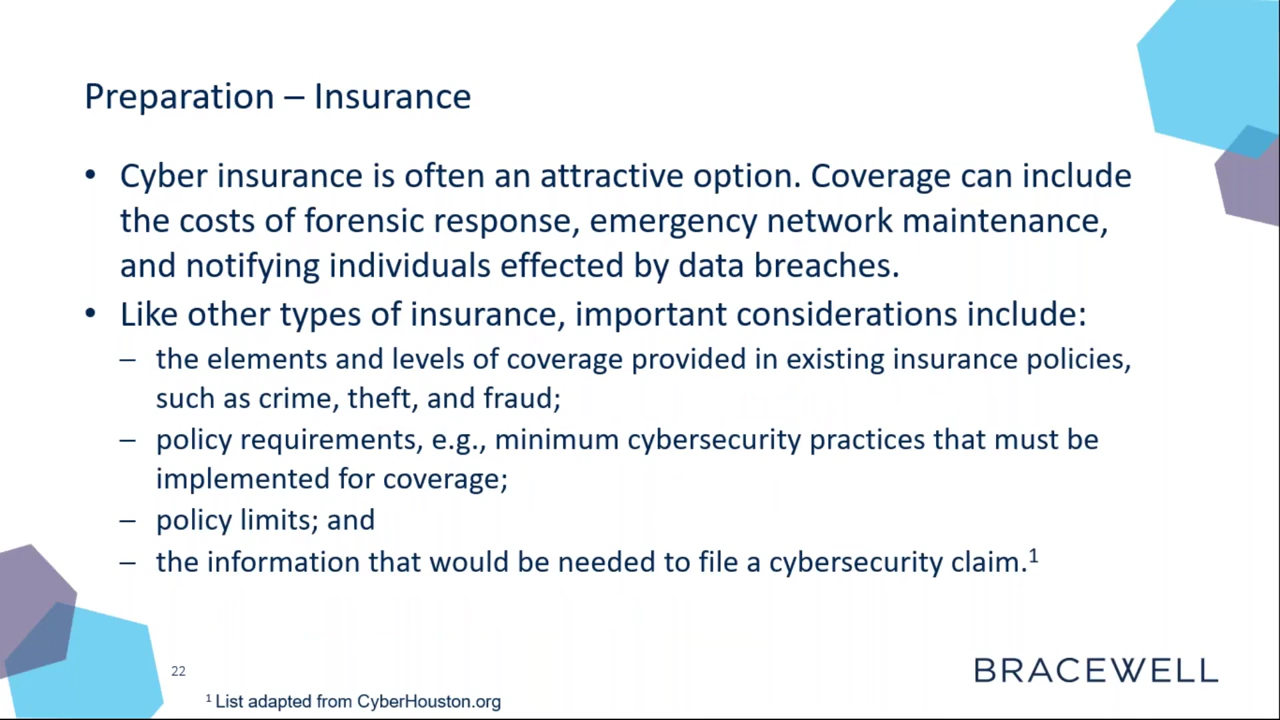 Preparation – Insurance
• Cyber insurance is often an attractive option. Coverage can include
the costs of forensic response, emergency network maintenance,
and notifying individuals effected by data breaches.
• Like other types of insurance, important considerations include:
– the elements and levels of coverage provided in existing insurance policies,
such as crime, theft, and fraud;
– policy requirements, e.g., minimum cybersecurity practices that must be
implemented for coverage;
– policy limits; and
– the information that would be needed to file a cybersecurity claim.¹
22
BRACEWELL
¹ List adapted from CyberHouston.org